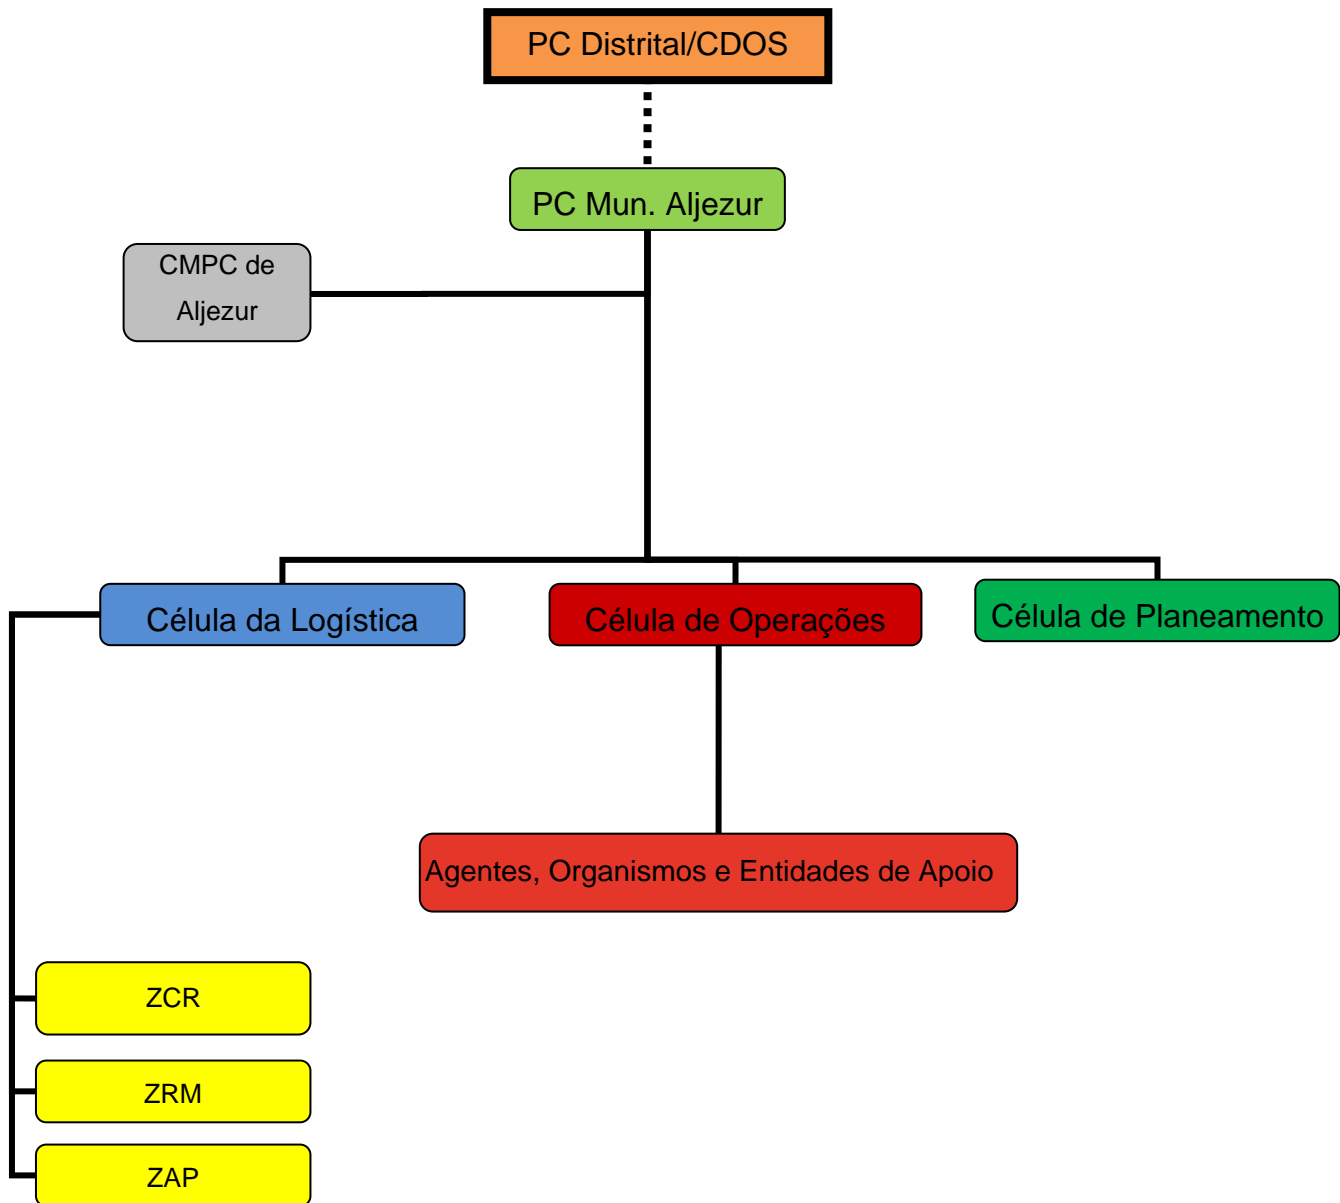 PC Distrital/CDOS
PC Mun. Aljezur
CMPC de
Aljezur
Célula da Logística
Célula de Operações
Célula de Planeamento
Agentes, Organismos e Entidades de Apoio
ZCR
ZRM
ZAP